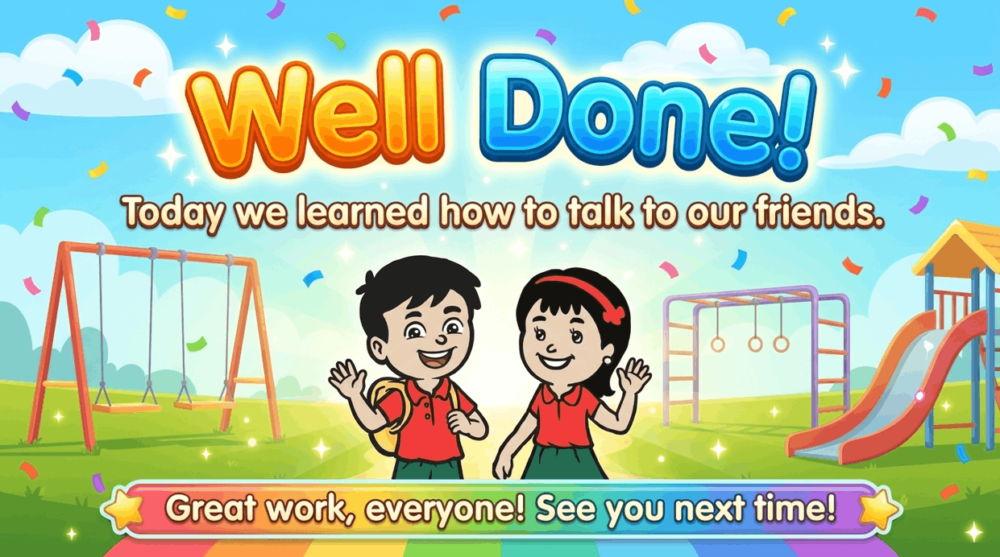 Well Done!
Today we learned how to talk to our friends.
Great work, everyone! See you next time!